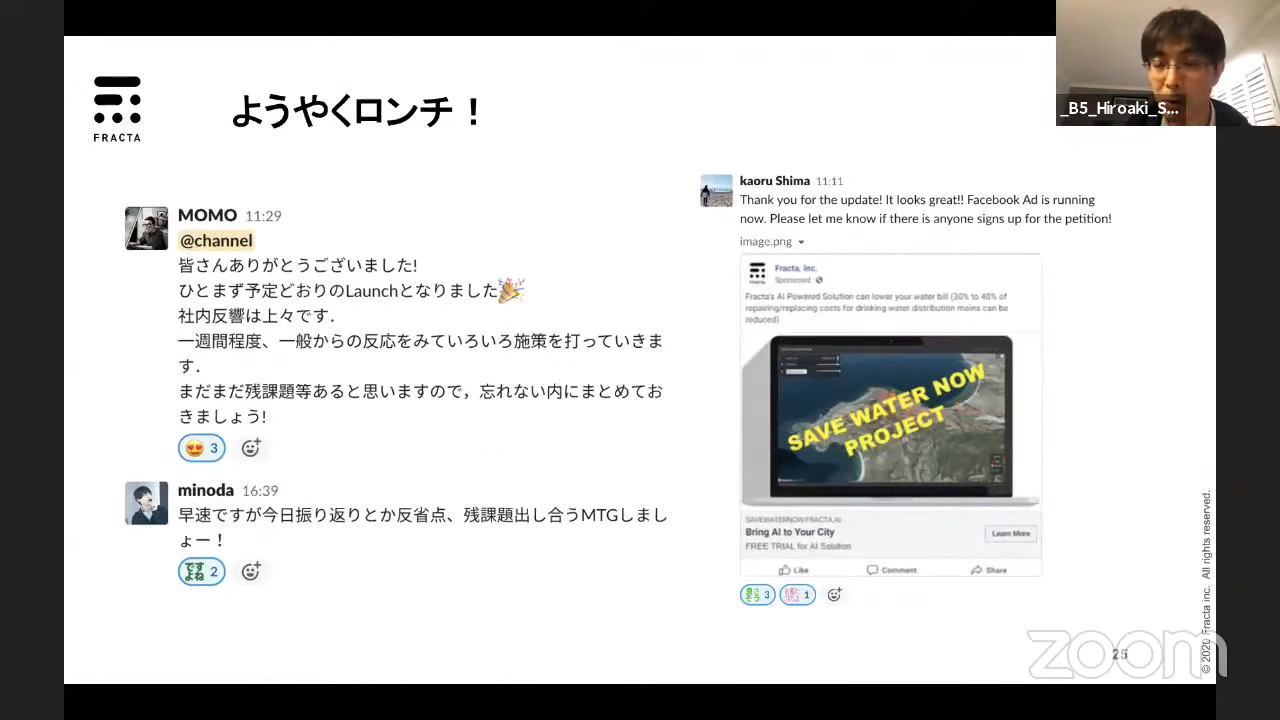 FRACTA
ようやくロンチ！
_B5_Hiroaki_S...
MOMO 11:29
@channel
皆さんありがとうございました!
ひとまず予定どおりのLaunchとなりました
社内反響は上々です．
一週間程度、一般からの反応をみていろいろ施策を打っていきま
す．
まだまだ残課題等あると思いますので，忘れない内にまとめてお
きましょう!
3
minoda 16:39
早速ですが今日振り返りとか反省点、残課題出し合うMTGしまし
ょー！
ですよね 2
kaoru Shima 11:11
Thank you for the update! It looks great!! Facebook Ad is running
now. Please let me know if there is anyone signs up for the petition!
image.png
Fracta, Inc.
Sponsored
Fracta's AI Powered Solution can lower your water bill (30% to 40% of
repairing/replacing costs for drinking water distribution mains can be
reduced)
SAVE WATER NOW
PROJECT
SAVEWATERNOW.FRACTA.AI
Bring AI to Your City
FREE TRIAL for AI Solution
Learn More
Like Comment Share
3 1
© 2020 Fracta inc. All rights reserved.
25
zoom